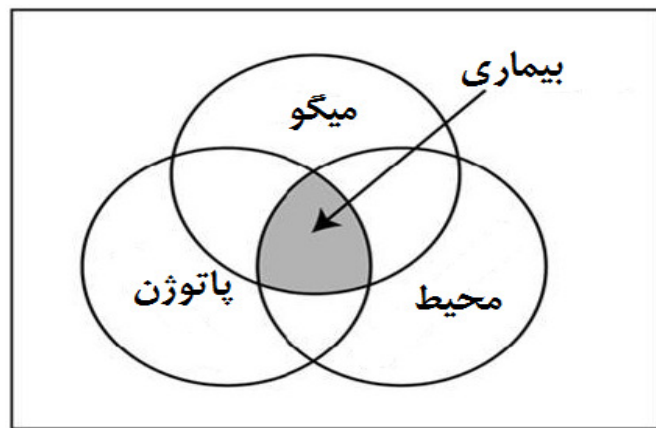 بیماری
میگو
پاتوژن
محیط